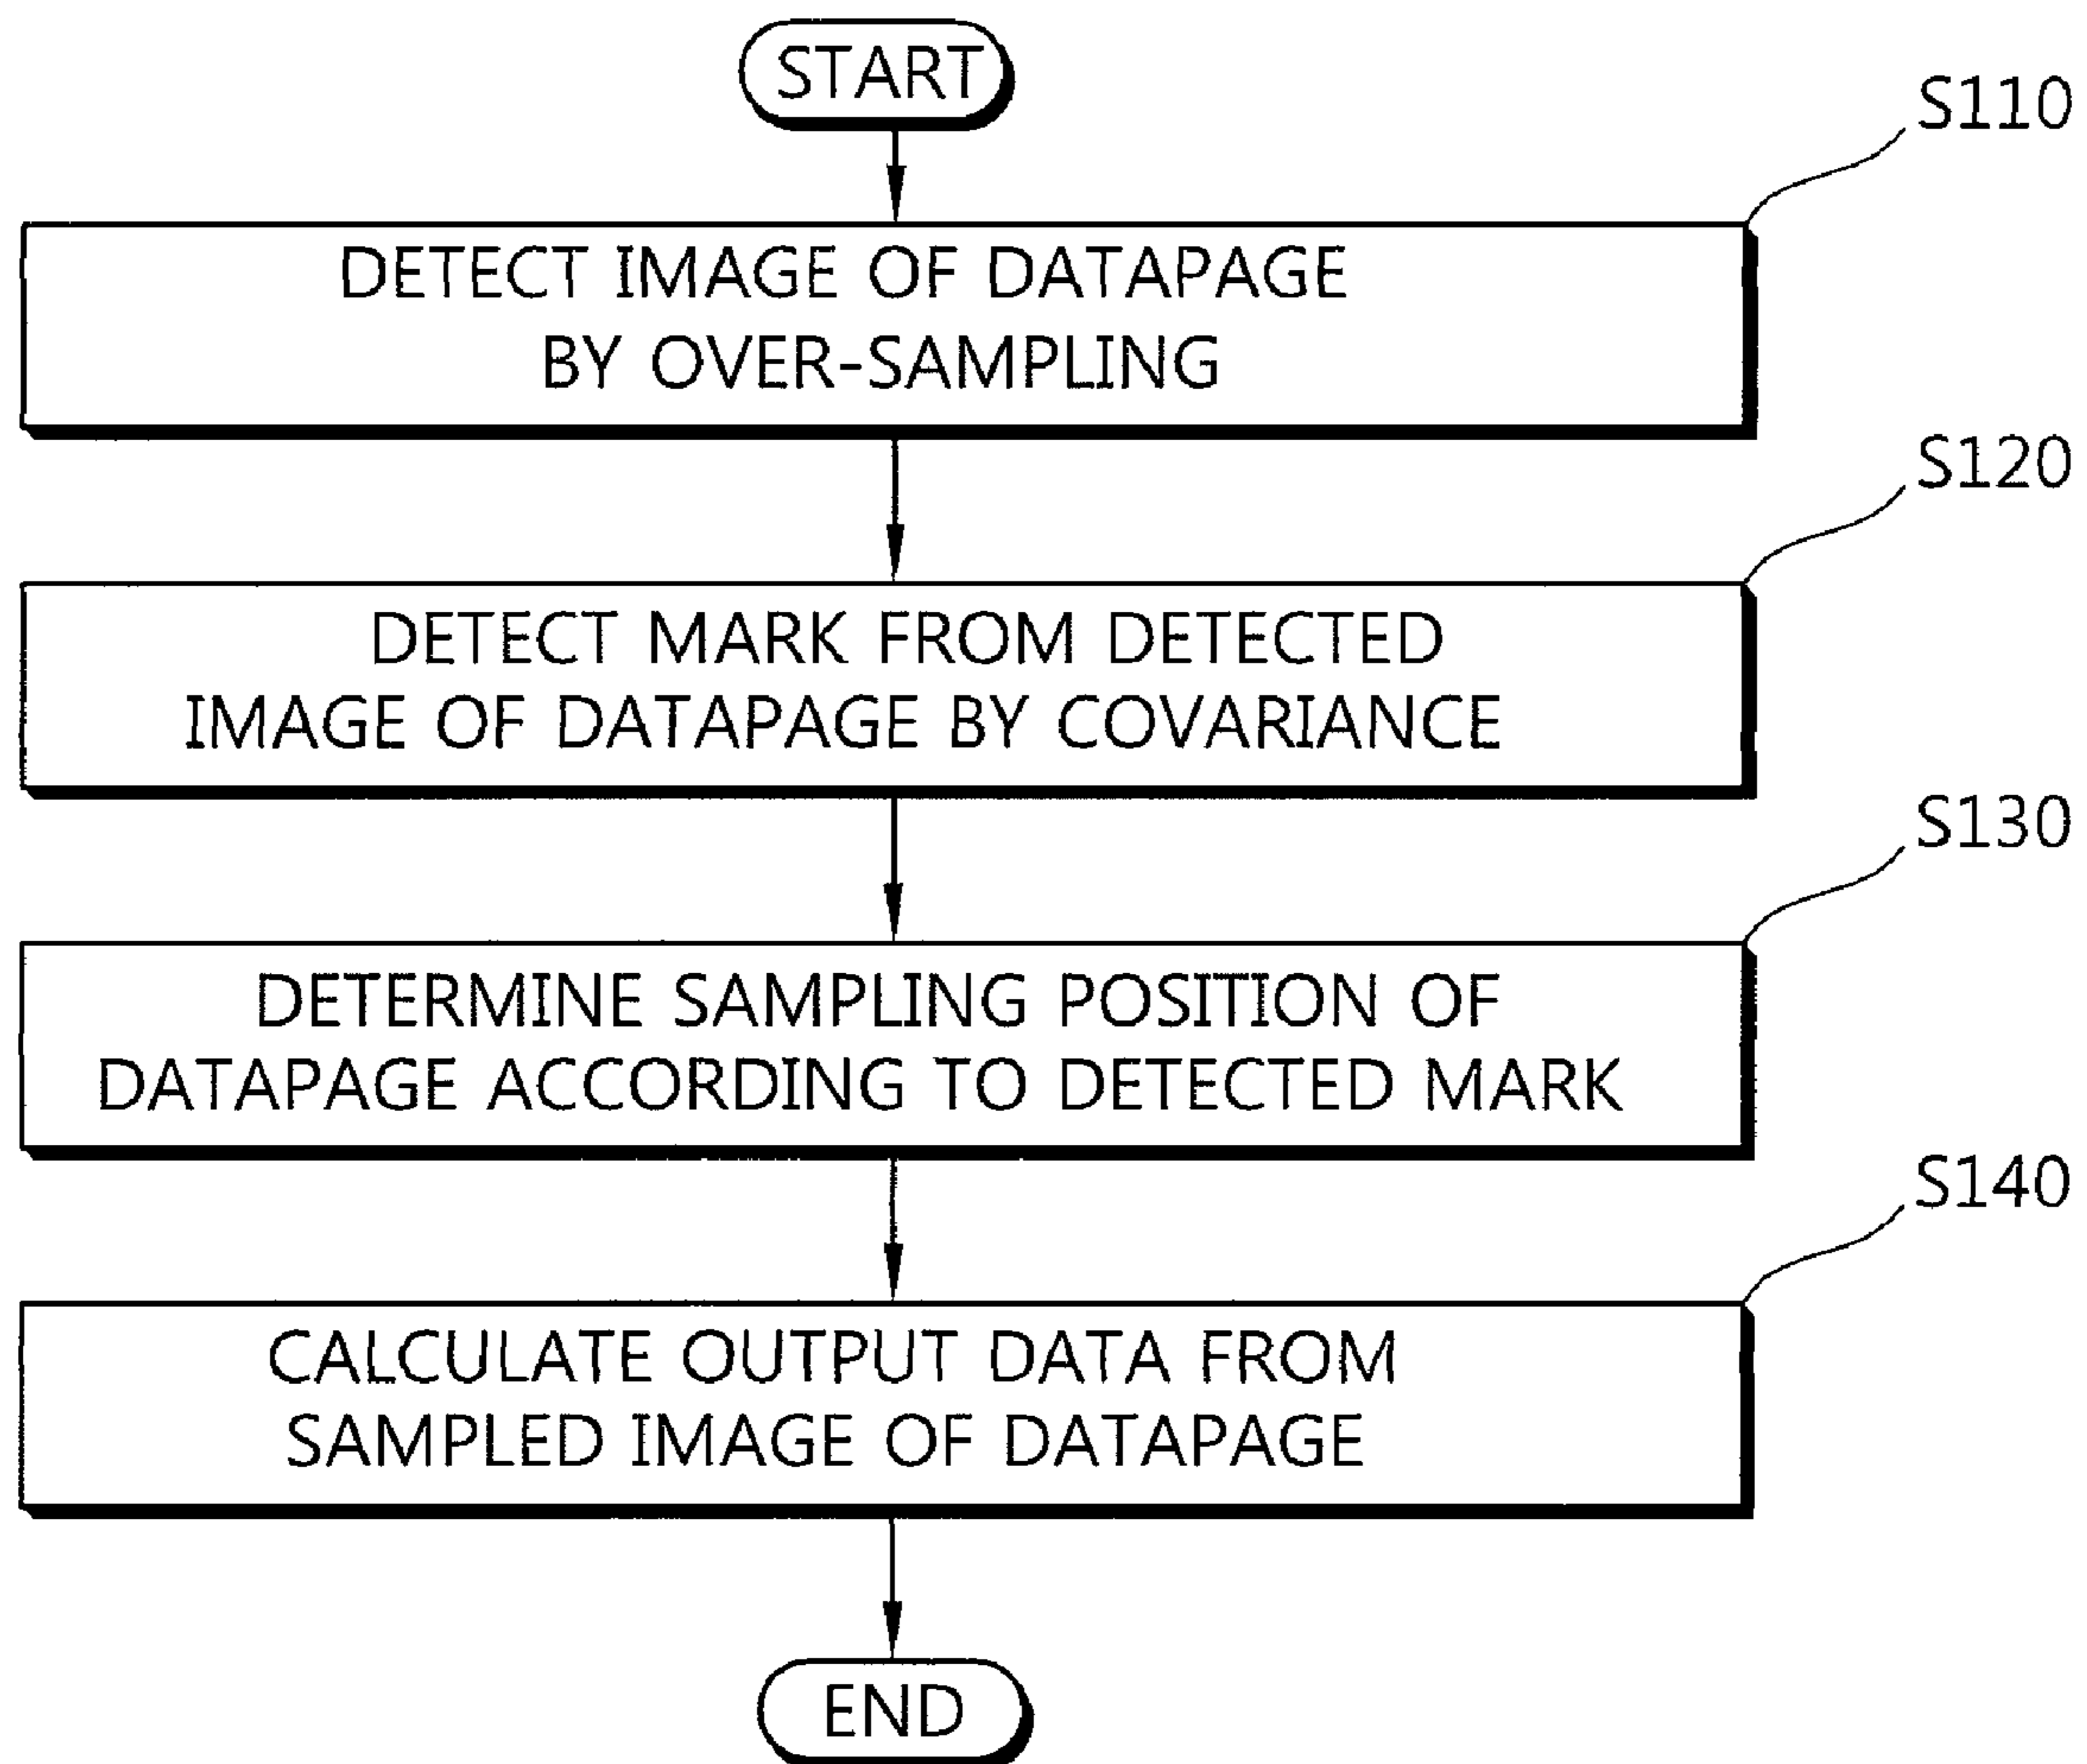 START
S110
DETECT IMAGE OF DATAPAGE
BY OVER-SAMPLING
S120
DETECT MARK FROM DETECTED
IMAGE OF DATAPAGE BY COVARIANCE
S130
DETERMINE SAMPLING POSITION OF
DATAPAGE ACCORDING TO DETECTED MARK
S140
CALCULATE OUTPUT DATA FROM
SAMPLED IMAGE OF DATAPAGE
END